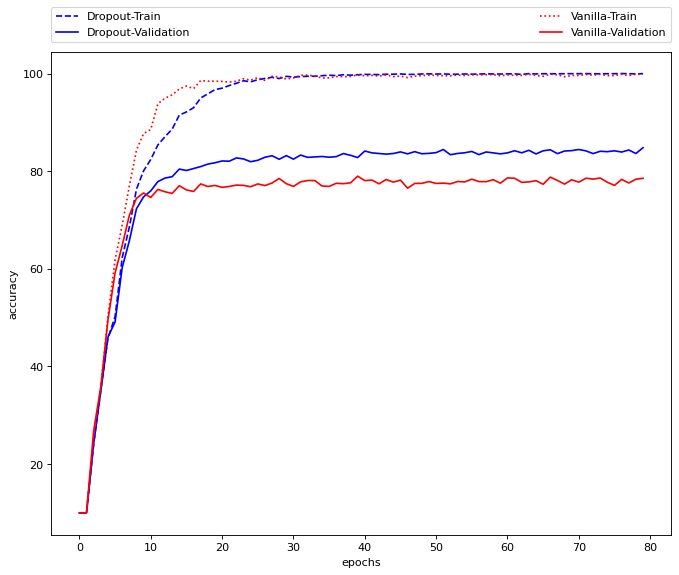 Dropout-Train
Dropout-Validation
Vanilla-Train
Vanilla-Validation
100
80
60
40
20
accuracy
0 10 20 30 40 50 60 70 80
epochs